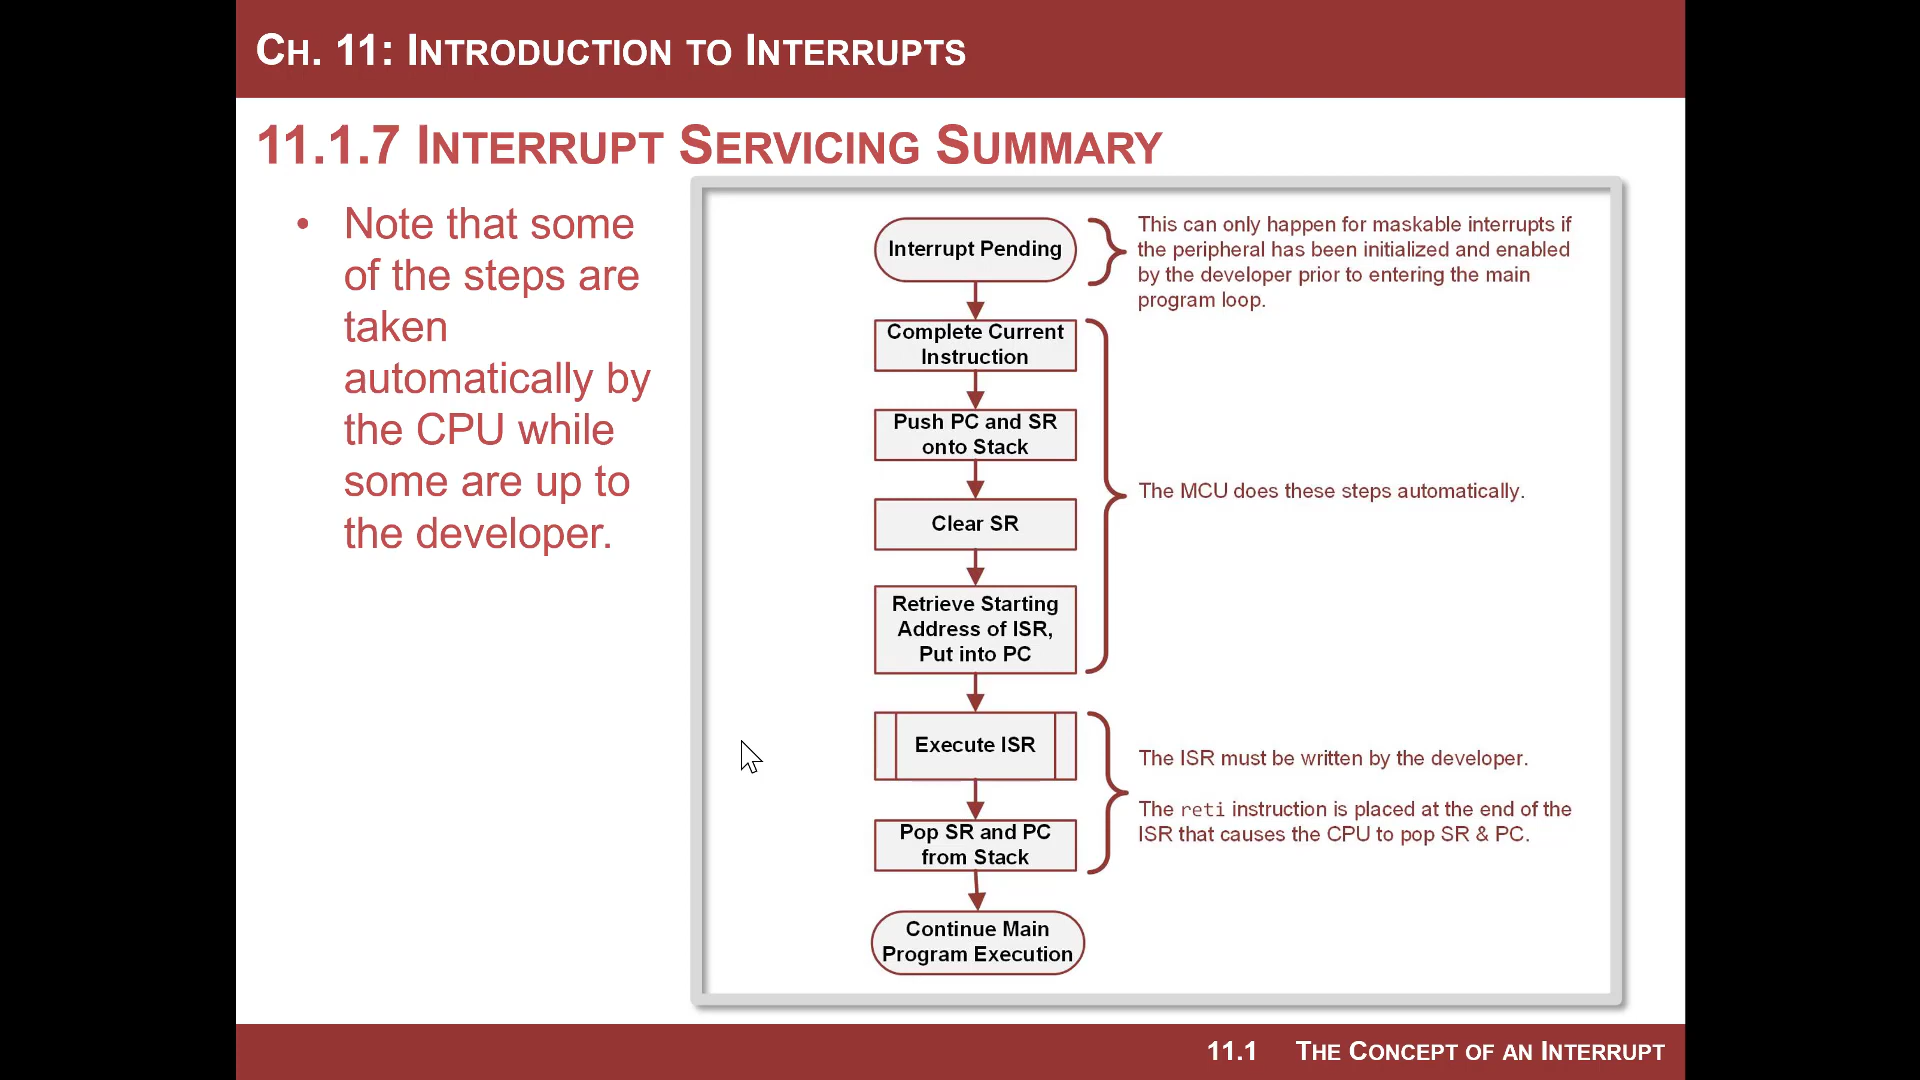 CH. 11: INTRODUCTION TO INTERRUPTS
11.1.7 INTERRUPT SERVICING SUMMARY
• Note that some
of the steps are
taken
automatically by
the CPU while
some are up to
the developer.
Interrupt Pending
This can only happen for maskable interrupts if
the peripheral has been initialized and enabled
by the developer prior to entering the main
program loop.
Complete Current
Instruction
Push PC and SR
onto Stack
Clear SR
Retrieve Starting
Address of ISR,
Put into PC
The MCU does these steps automatically.
Execute ISR
Pop SR and PC
from Stack
The ISR must be written by the developer.
The reti instruction is placed at the end of the
ISR that causes the CPU to pop SR & PC.
Continue Main
Program Execution
11.1 THE CONCEPT OF AN INTERRUPT